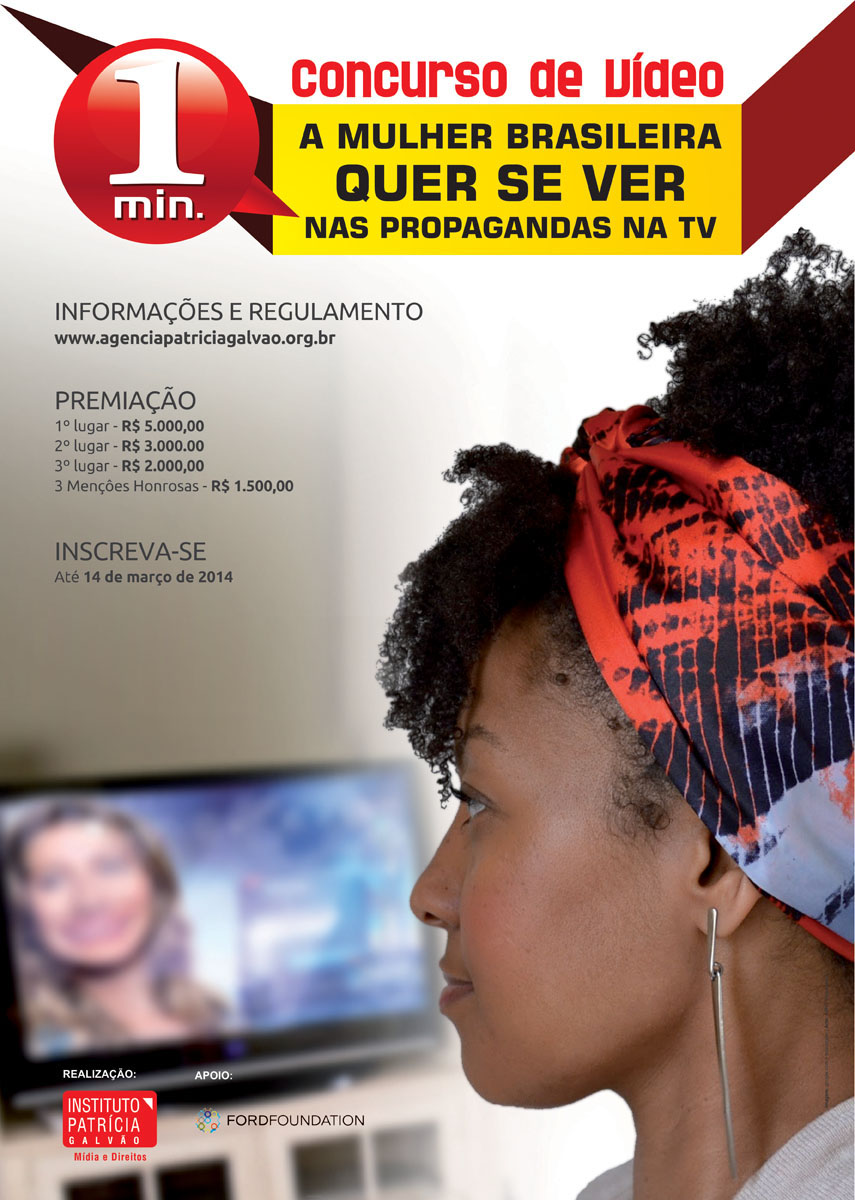 1
min.
Concurso de Vídeo
A MULHER BRASILEIRA
QUER SE VER
NAS PROPAGANDAS NA TV
INFORMAÇÕES E REGULAMENTO
www.agenciapatriciagalvao.org.br
PREMIAÇÃO
1º lugar - R$ 5.000,00
2º lugar - R$ 3.000.00
3º lugar - R$ 2.000,00
3 Menções Honrosas - R$ 1.500,00
INSCREVA-SE
Até 14 de março de 2014
REALIZAÇÃO:
APOIO:
INSTITUTO
PATRÍCIA
GALVÃO
Mídia e Direitos
FORDFOUNDATION